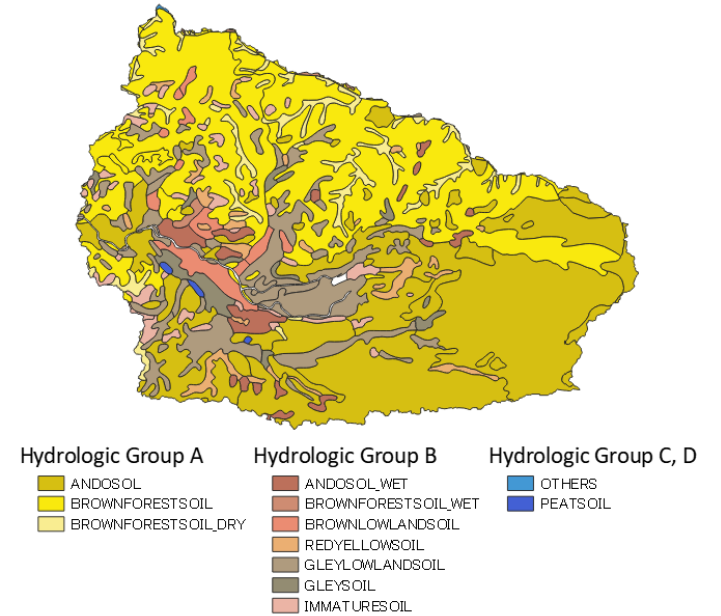 Hydrologic Group A
ANDOSOL
BROWNFORESTSOIL
BROWNFORESTSOIL_DRY
Hydrologic Group B
ANDOSOL_WET
BROWNFORESTSOIL_WET
BROWNLOWLANDSOIL
REDYELLOWSOIL
GLEYLOWLANDSOIL
GLEYSOIL
IMMATURESOIL
Hydrologic Group C, D
OTHERS
PEATSOIL